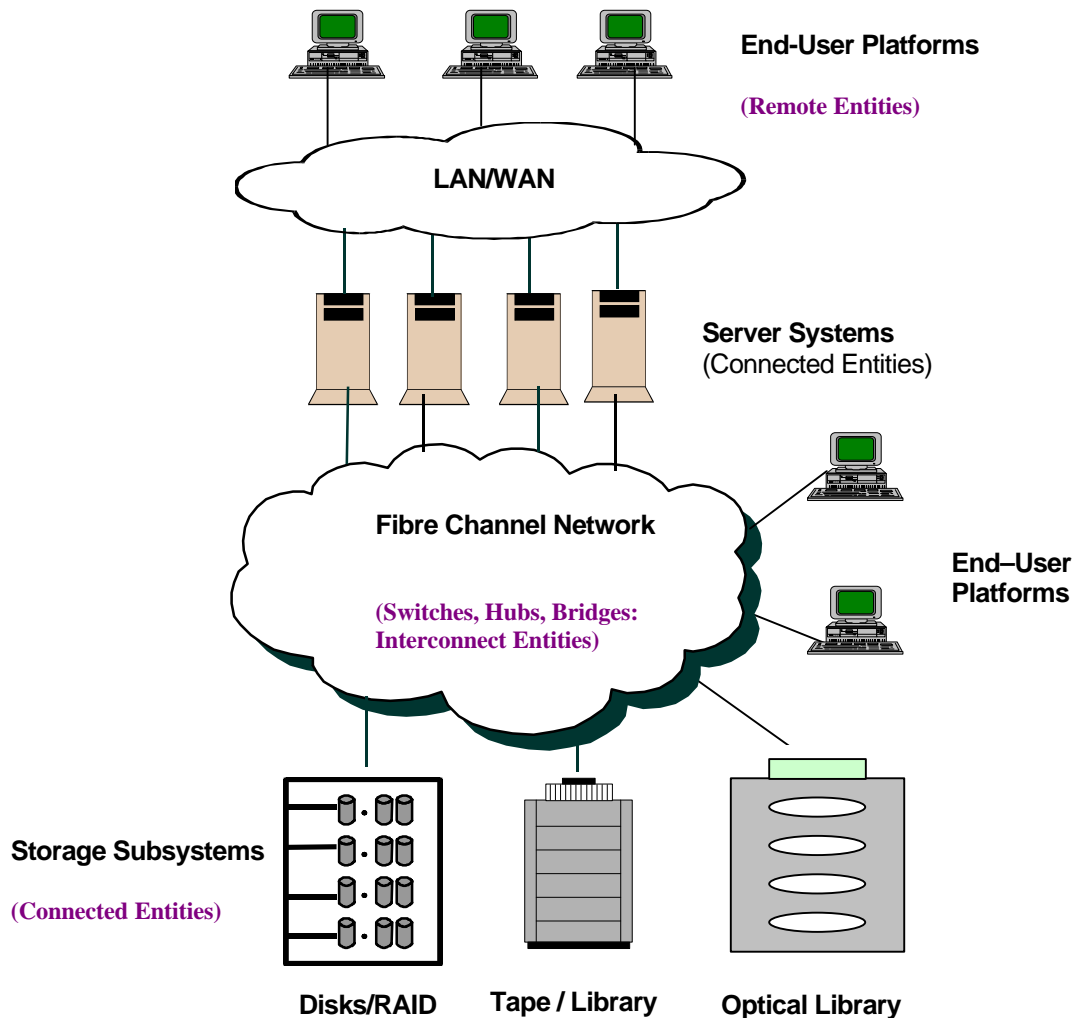 End-User Platforms
(Remote Entities)
LAN/WAN
Server Systems
(Connected Entities)
Fibre Channel Network
(Switches, Hubs, Bridges:
Interconnect Entities)
End–User
Platforms
Storage Subsystems
(Connected Entities)
Disks/RAID
Tape / Library
Optical Library